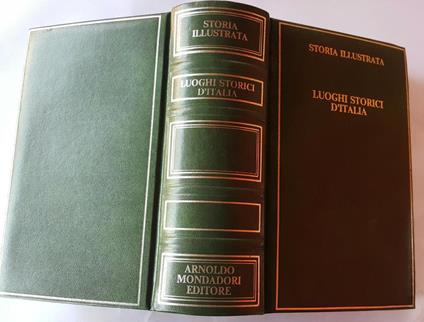 STORIA
ILLUSTRATA
LUOGHI STORICI
D'ITALIA
ARNOLDO
MONDADORI
EDITORE
STORIA ILLUSTRATA
LUOGHI STORICI
D'ITALIA